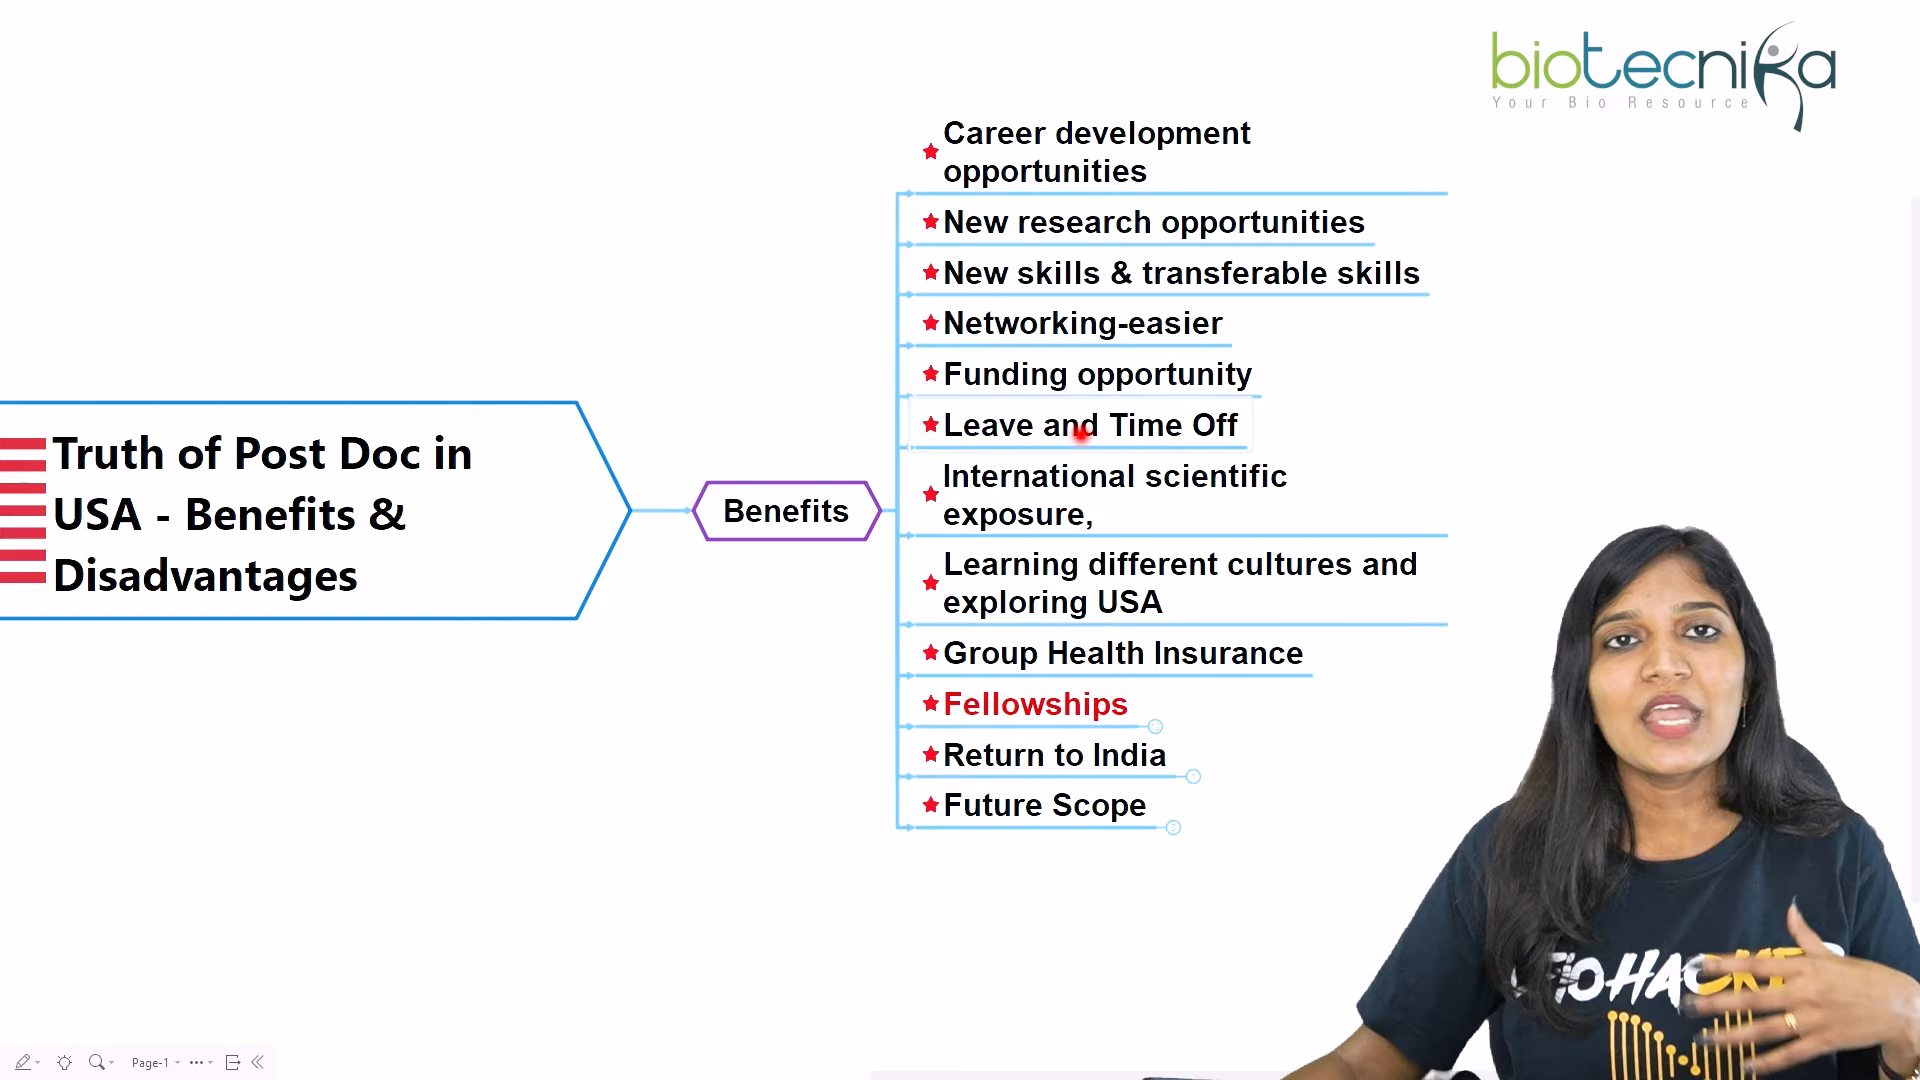 biotecnika
Your Bio Resource
Career development
opportunities
New research opportunities
New skills & transferable skills
Networking-easier
Funding opportunity
Leave and Time Off
International scientific
exposure,
Learning different cultures and
exploring USA
Group Health Insurance
Fellowships
Return to India
Future Scope
Benefits
Truth of Post Doc in
USA - Benefits &
Disadvantages
Page-1